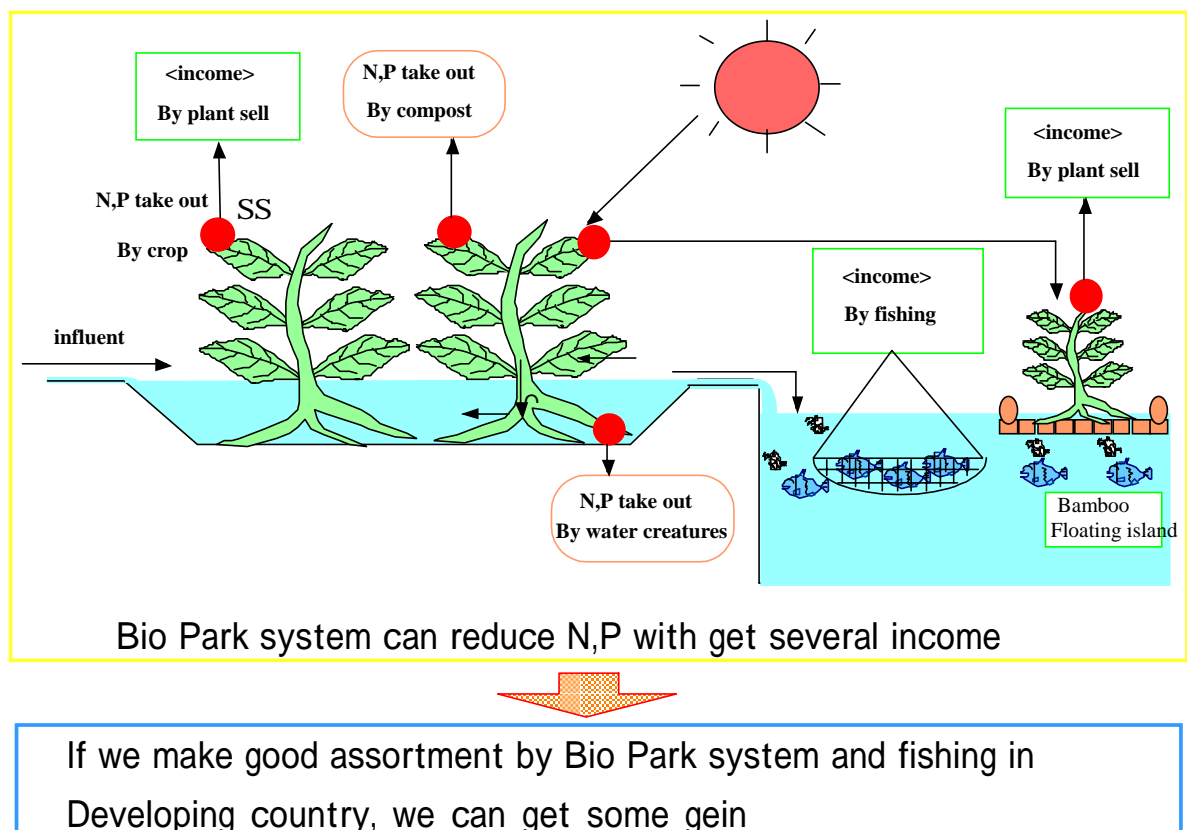 <income>
By plant sell
N,P take out
By compost
<income>
By plant sell
N,P take out
SS
By crop
<income>
By fishing
influent
N,P take out
By water creatures
Bamboo
Floating island
Bio Park system can reduce N,P with get several income
If we make good assortment by Bio Park system and fishing in
Developing country, we can get some gein